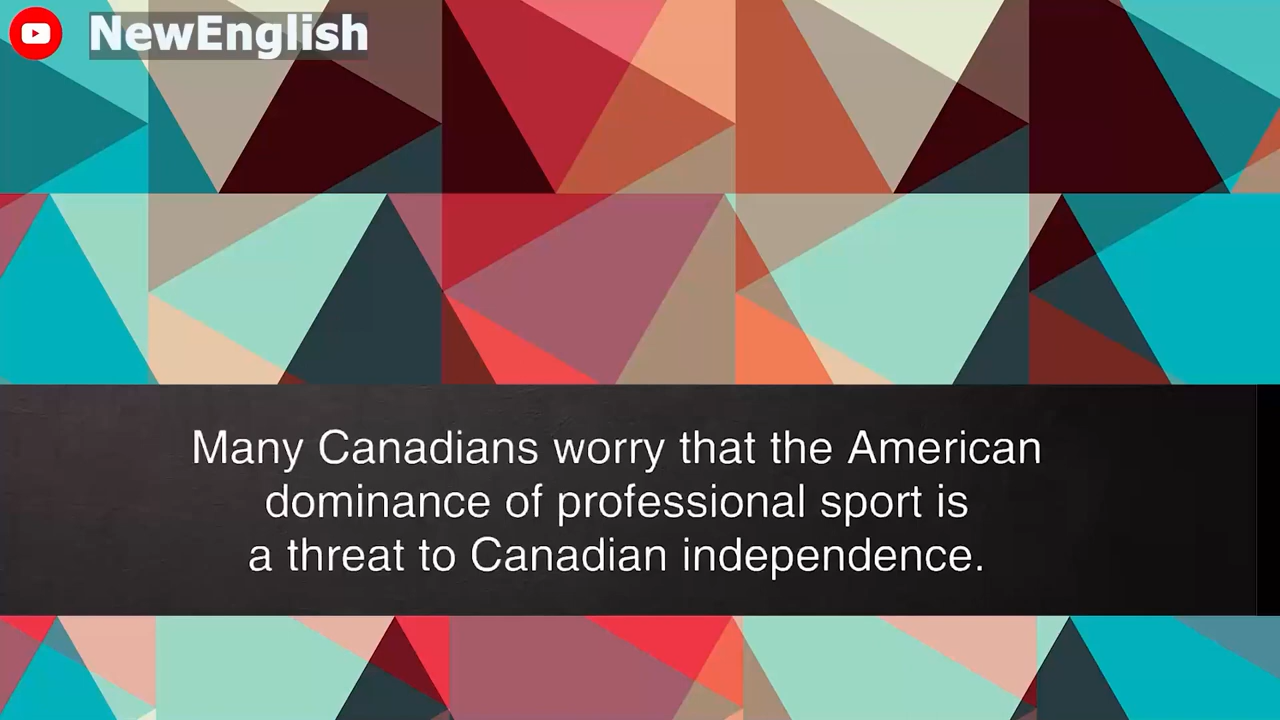 NewEnglish
Many Canadians worry that the American
dominance of professional sport is
a threat to Canadian independence.